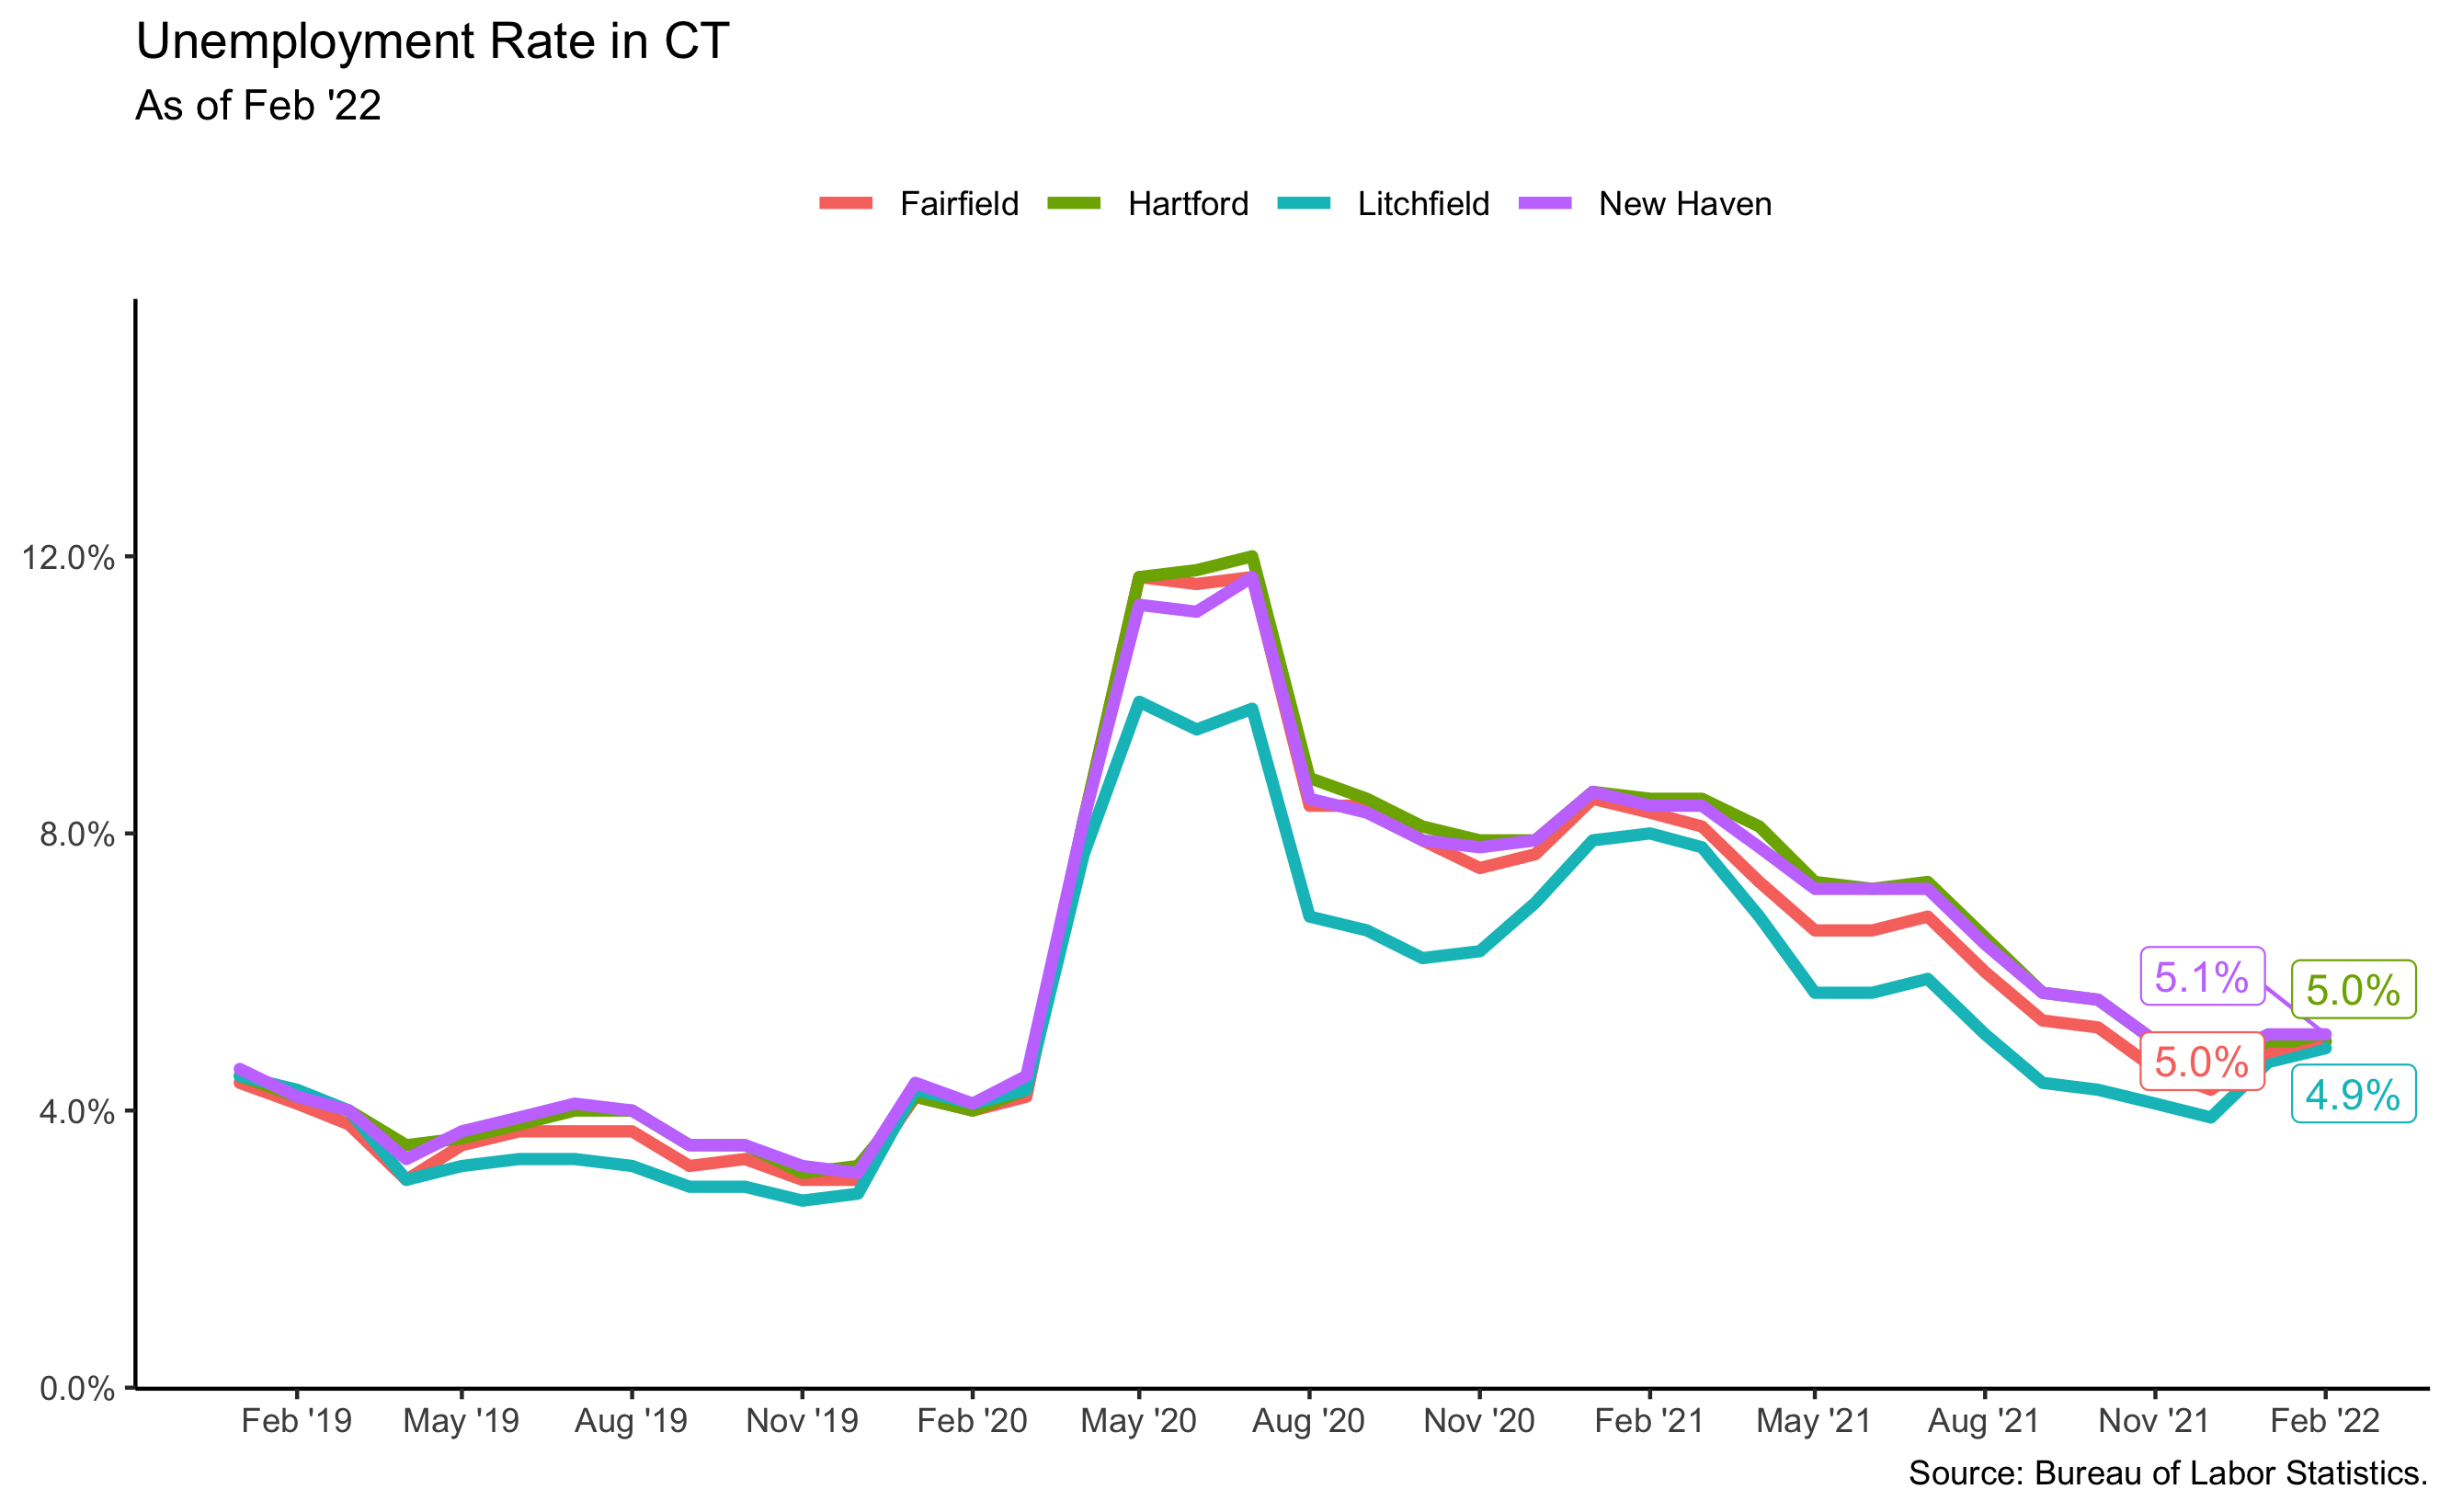 Unemployment Rate in CT
As of Feb '22
Fairfield Hartford Litchfield New Haven
12.0%
8.0%
4.0%
0.0%
5.1%
5.0%
5.0%
4.9%
Feb '19 May '19 Aug '19 Nov '19 Feb '20 May '20 Aug '20 Nov '20 Feb '21 May '21 Aug '21 Nov '21 Feb '22
Source: Bureau of Labor Statistics.